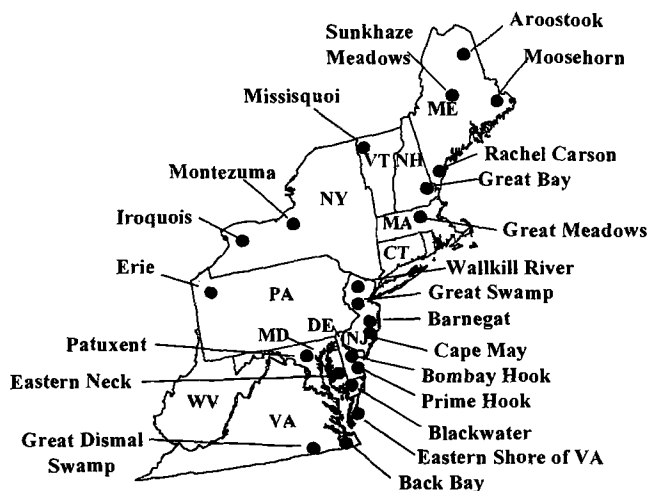 Aroostook
Sunkhaze
Meadows
Moosehorn
Missisquoi
ME
VT
NH
Rachel Carson
Montezuma
Great Bay
NY
Iroquois
MA
Great Meadows
CT
Erie
Wallkill River
PA
Great Swamp
Barnegat
DE
MD
NJ
Patuxent
Cape May
Bombay Hook
Eastern Neck
Prime Hook
WV
VA
Blackwater
Great Dismal
Swamp
Eastern Shore of VA
Back Bay